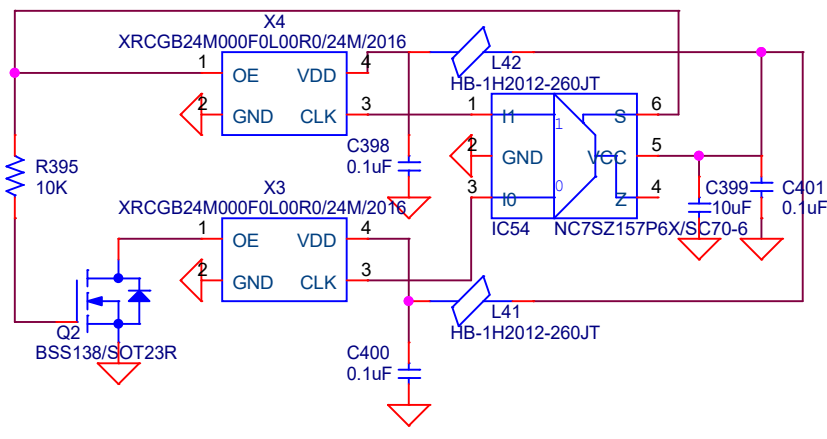 X4
XRCGB24M000F0L00R0/24M/2016
1 OE VDD 4
2 GND CLK 3
L42
HB-1H2012-260JT
1 I1 1 S 6
2 GND VCC 5
3 I0 0 Z 4
IC54 NC7SZ157P6X/SC70-6
C398
0.1uF
R395
10K
C399
10uF
C401
0.1uF
X3
XRCGB24M000F0L00R0/24M/2016
1 OE VDD 4
2 GND CLK 3
L41
HB-1H2012-260JT
Q2
BSS138/SOT23R
C400
0.1uF